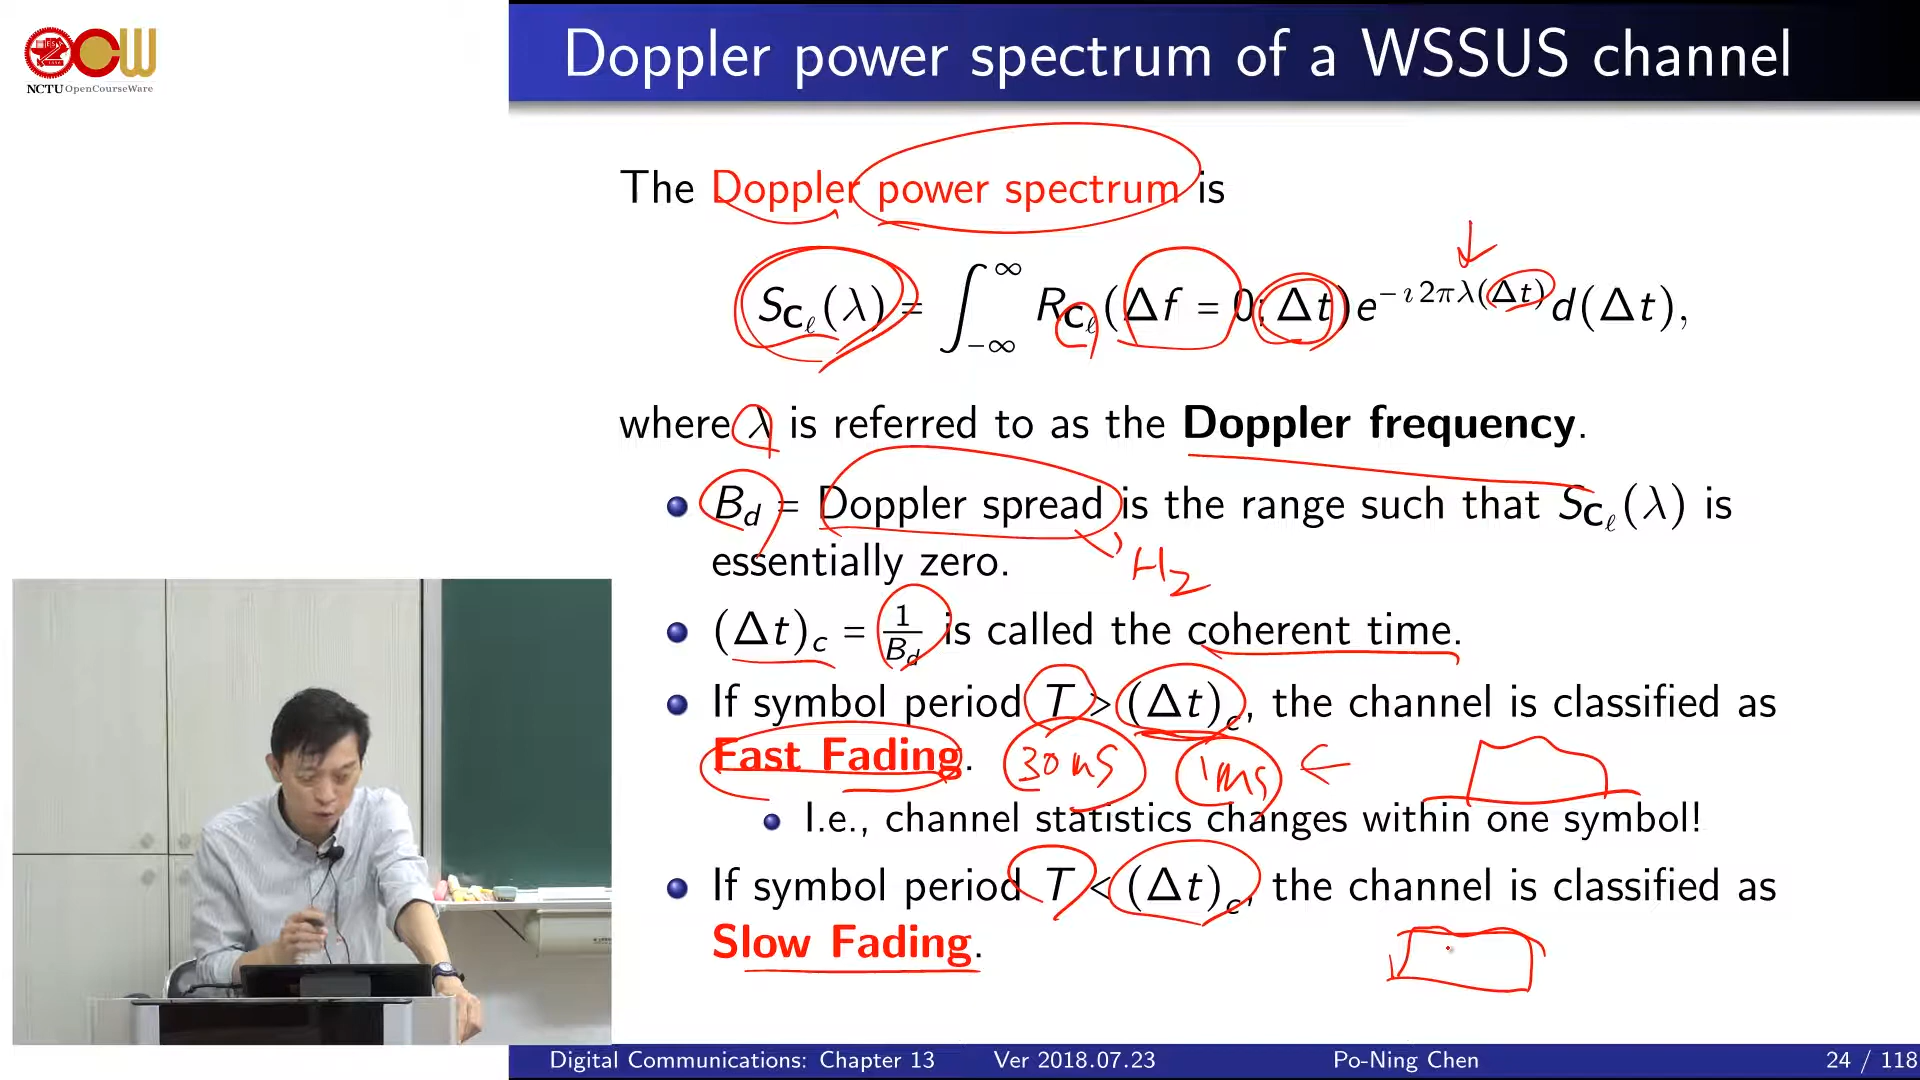 NCTU OpenCourseWare
Doppler power spectrum of a WSSUS channel
The Doppler power spectrum is
S_{C_ℓ}(λ) = ∫_{-∞}^{∞} R_{C_ℓ}(Δf = 0; Δt) e^{-ı2πλ(Δt)} d(Δt),
where λ is referred to as the Doppler frequency.
B_d = Doppler spread is the range such that S_{C_ℓ}(λ) is
essentially zero.
Hz
(Δt)_c = 1/B_d is called the coherent time.
If symbol period T > (Δt)_c, the channel is classified as
Fast Fading. 30 ns 1ms
I.e., channel statistics changes within one symbol!
If symbol period T < (Δt)_c, the channel is classified as
Slow Fading.
Digital Communications: Chapter 13 Ver 2018.07.23 Po-Ning Chen 24 / 118